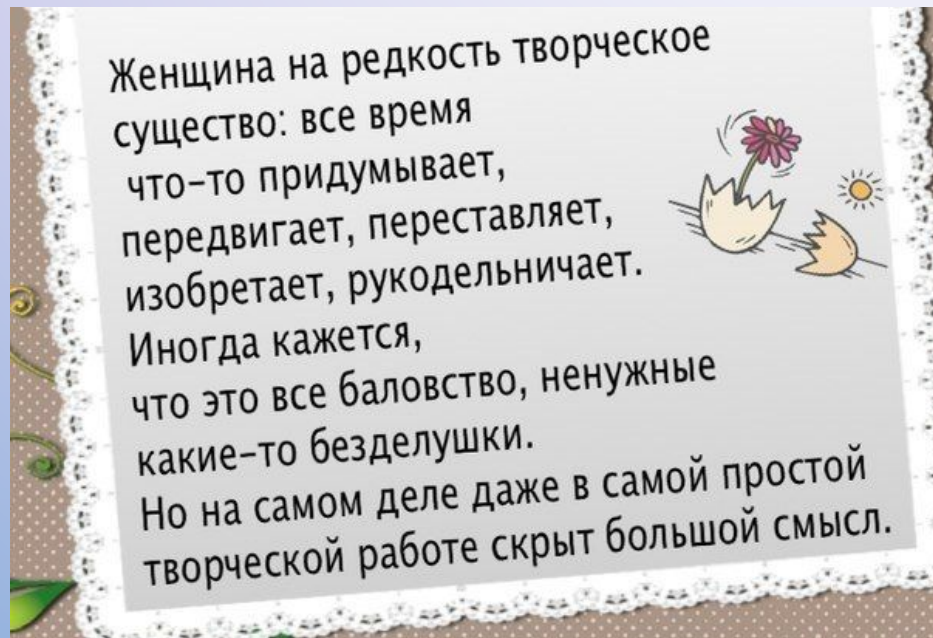 Женщина на редкость творческое
существо: все время
что-то придумывает,
передвигает, переставляет,
изобретает, рукодельничает.
Иногда кажется,
что это все баловство, ненужные
какие-то безделушки.
Но на самом деле даже в самой простой
творческой работе скрыт большой смысл.